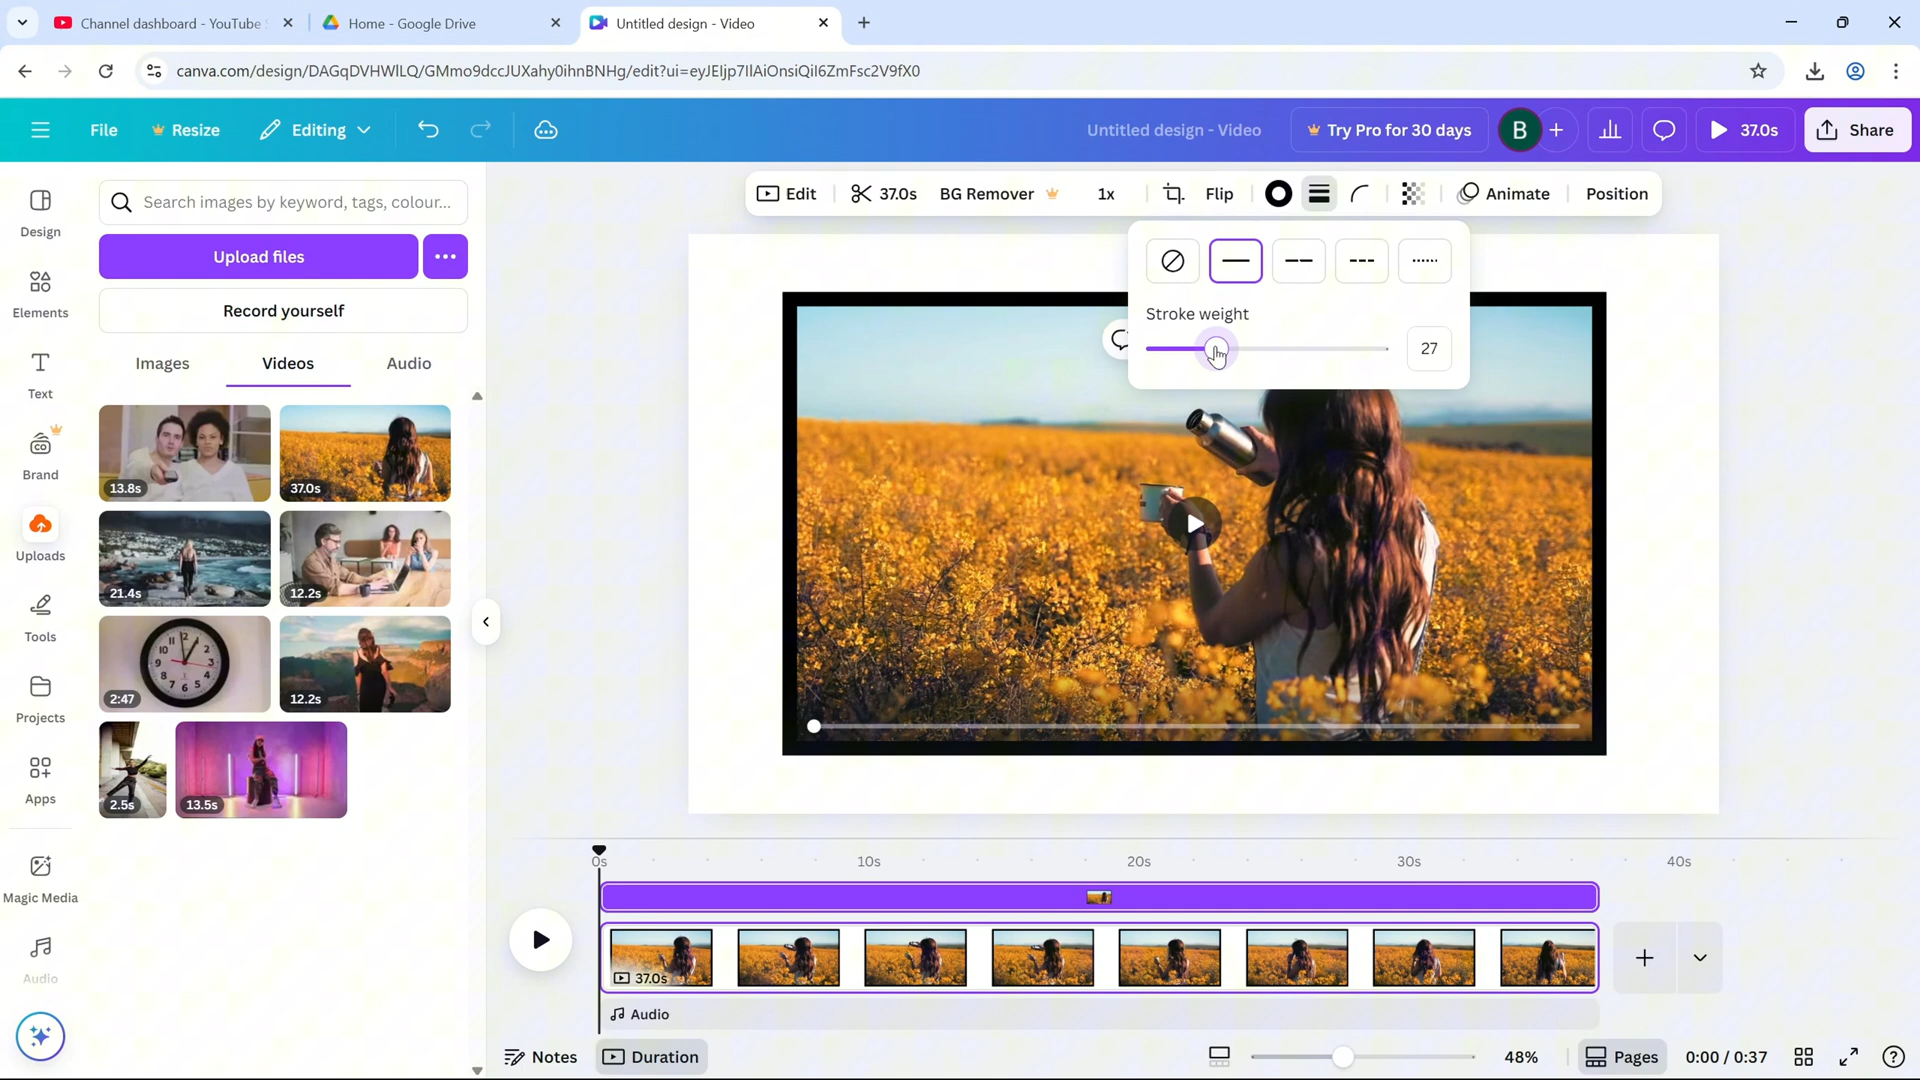 Channel dashboard - YouTube S
Home - Google Drive
Untitled design - Video
canva.com/design/DAGqDVHWlLQ/GMmo9dccJUXahy0ihnBNHg/edit?ui=eyJEIjp7IlAiOnsiQiI6ZmFsc2V9fX0
File
Resize
Editing
Untitled design - Video
Try Pro for 30 days
B
37.0s
Share
Design
Elements
Text
Brand
Uploads
Tools
Projects
Apps
Magic Media
Audio
Search images by keyword, tags, colour...
Upload files
Record yourself
Images
Videos
Audio
13.8s
37.0s
21.4s
12.2s
2:47
12.2s
2.5s
13.5s
Edit
37.0s
BG Remover
1x
Flip
Animate
Position
Stroke weight
27
0s
10s
20s
30s
40s
37.0s
Audio
Notes
Duration
48%
Pages
0:00 / 0:37